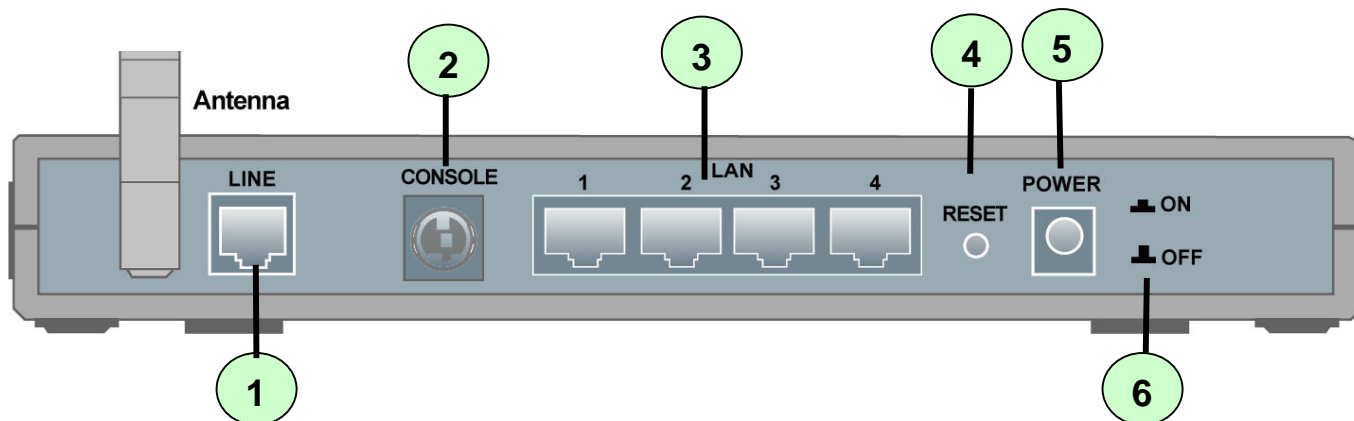 2
3
4
5
Antenna
LINE
CONSOLE
LAN
1 2 3 4
RESET
POWER
ON
OFF
1
6